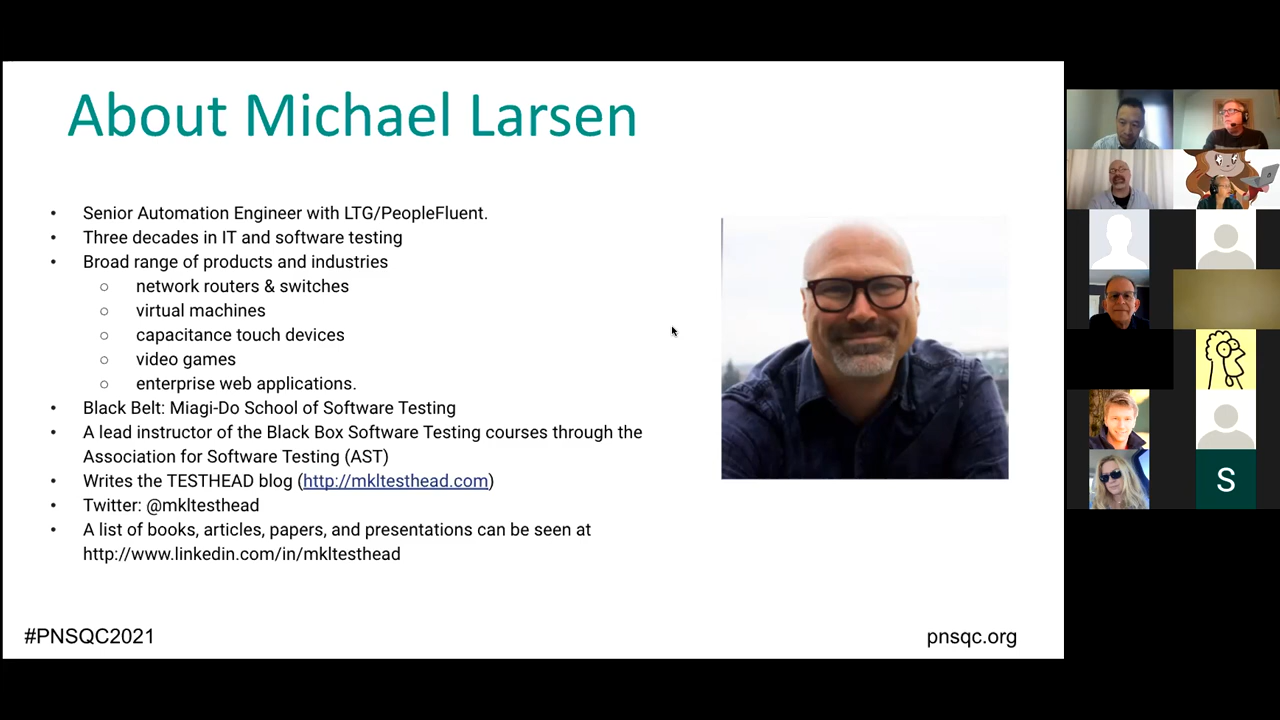 About Michael Larsen
• Senior Automation Engineer with LTG/PeopleFluent.
• Three decades in IT and software testing
• Broad range of products and industries
○ network routers & switches
○ virtual machines
○ capacitance touch devices
○ video games
○ enterprise web applications.
• Black Belt: Miagi-Do School of Software Testing
• A lead instructor of the Black Box Software Testing courses through the
Association for Software Testing (AST)
• Writes the TESTHEAD blog (http://mkltesthead.com)
• Twitter: @mkltesthead
• A list of books, articles, papers, and presentations can be seen at
http://www.linkedin.com/in/mkltesthead
#PNSQC2021
pnsqc.org
S